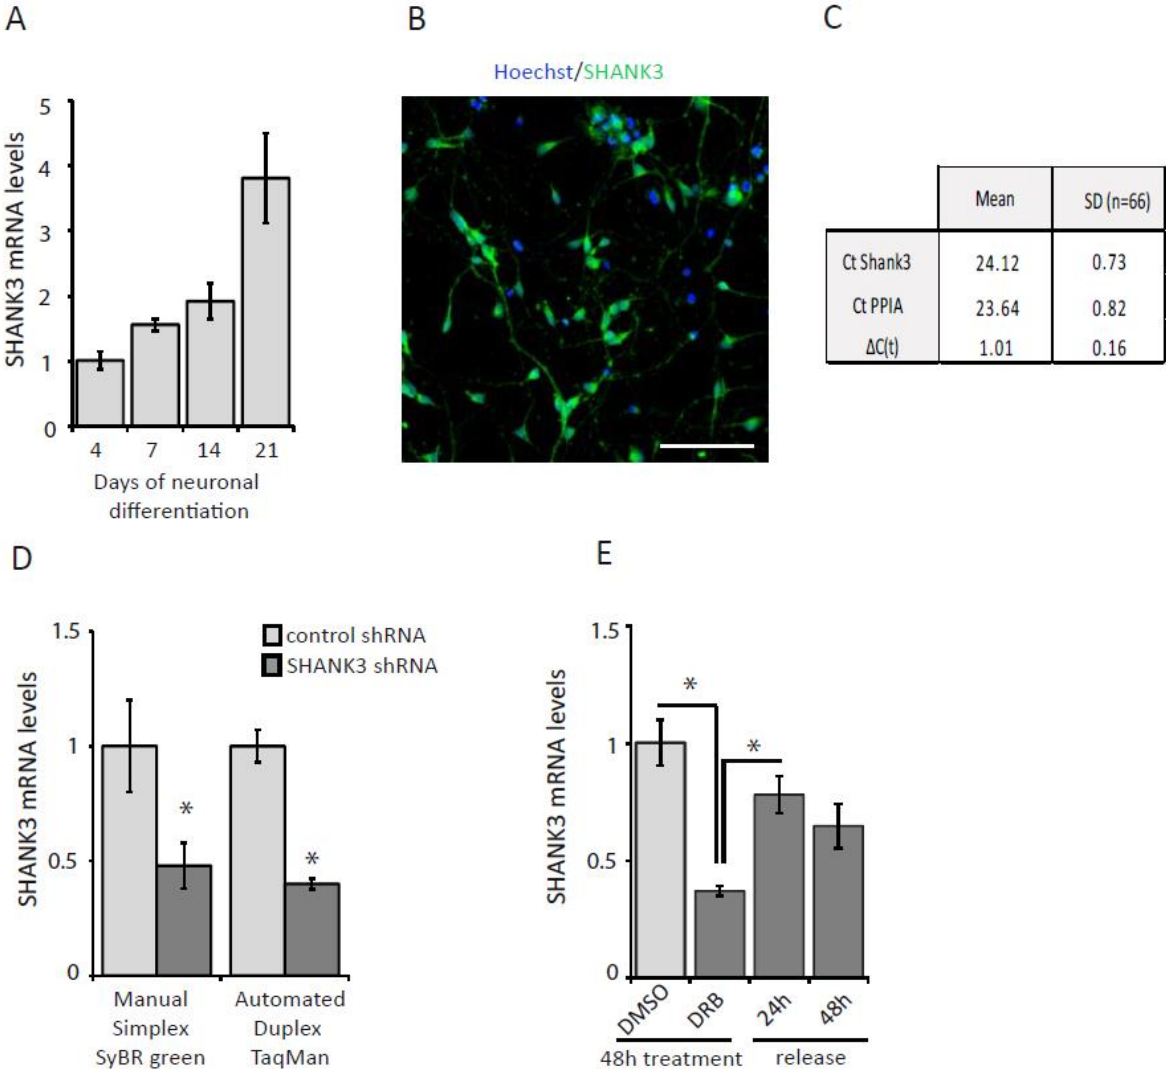 A
SHANK3 mRNA levels
5
4
3
2
1
0
4 7 14 21
Days of neuronal
differentiation
B
Hoechst/SHANK3
C
Mean SD (n=66)
Ct Shank3 24.12 0.73
Ct PPIA 23.64 0.82
ΔC(t) 1.01 0.16
D
SHANK3 mRNA levels
1.5
1
0.5
0
control shRNA
SHANK3 shRNA
*
*
Manual Automated
Simplex Duplex
SyBR green TaqMan
E
SHANK3 mRNA levels
1.5
1
0.5
0
*
*
DMSO DRB 24h 48h
48h treatment release